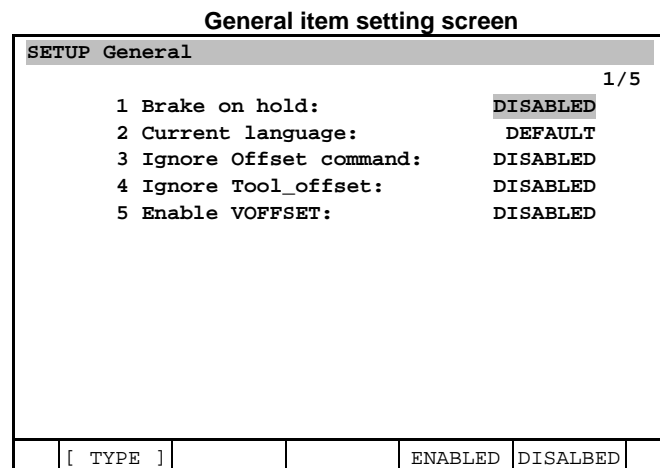 General item setting screen
SETUP General
1/5
1 Brake on hold: DISABLED
2 Current language: DEFAULT
3 Ignore Offset command: DISABLED
4 Ignore Tool_offset: DISABLED
5 Enable VOFFSET: DISABLED
[ TYPE ] ENABLED DISALBED